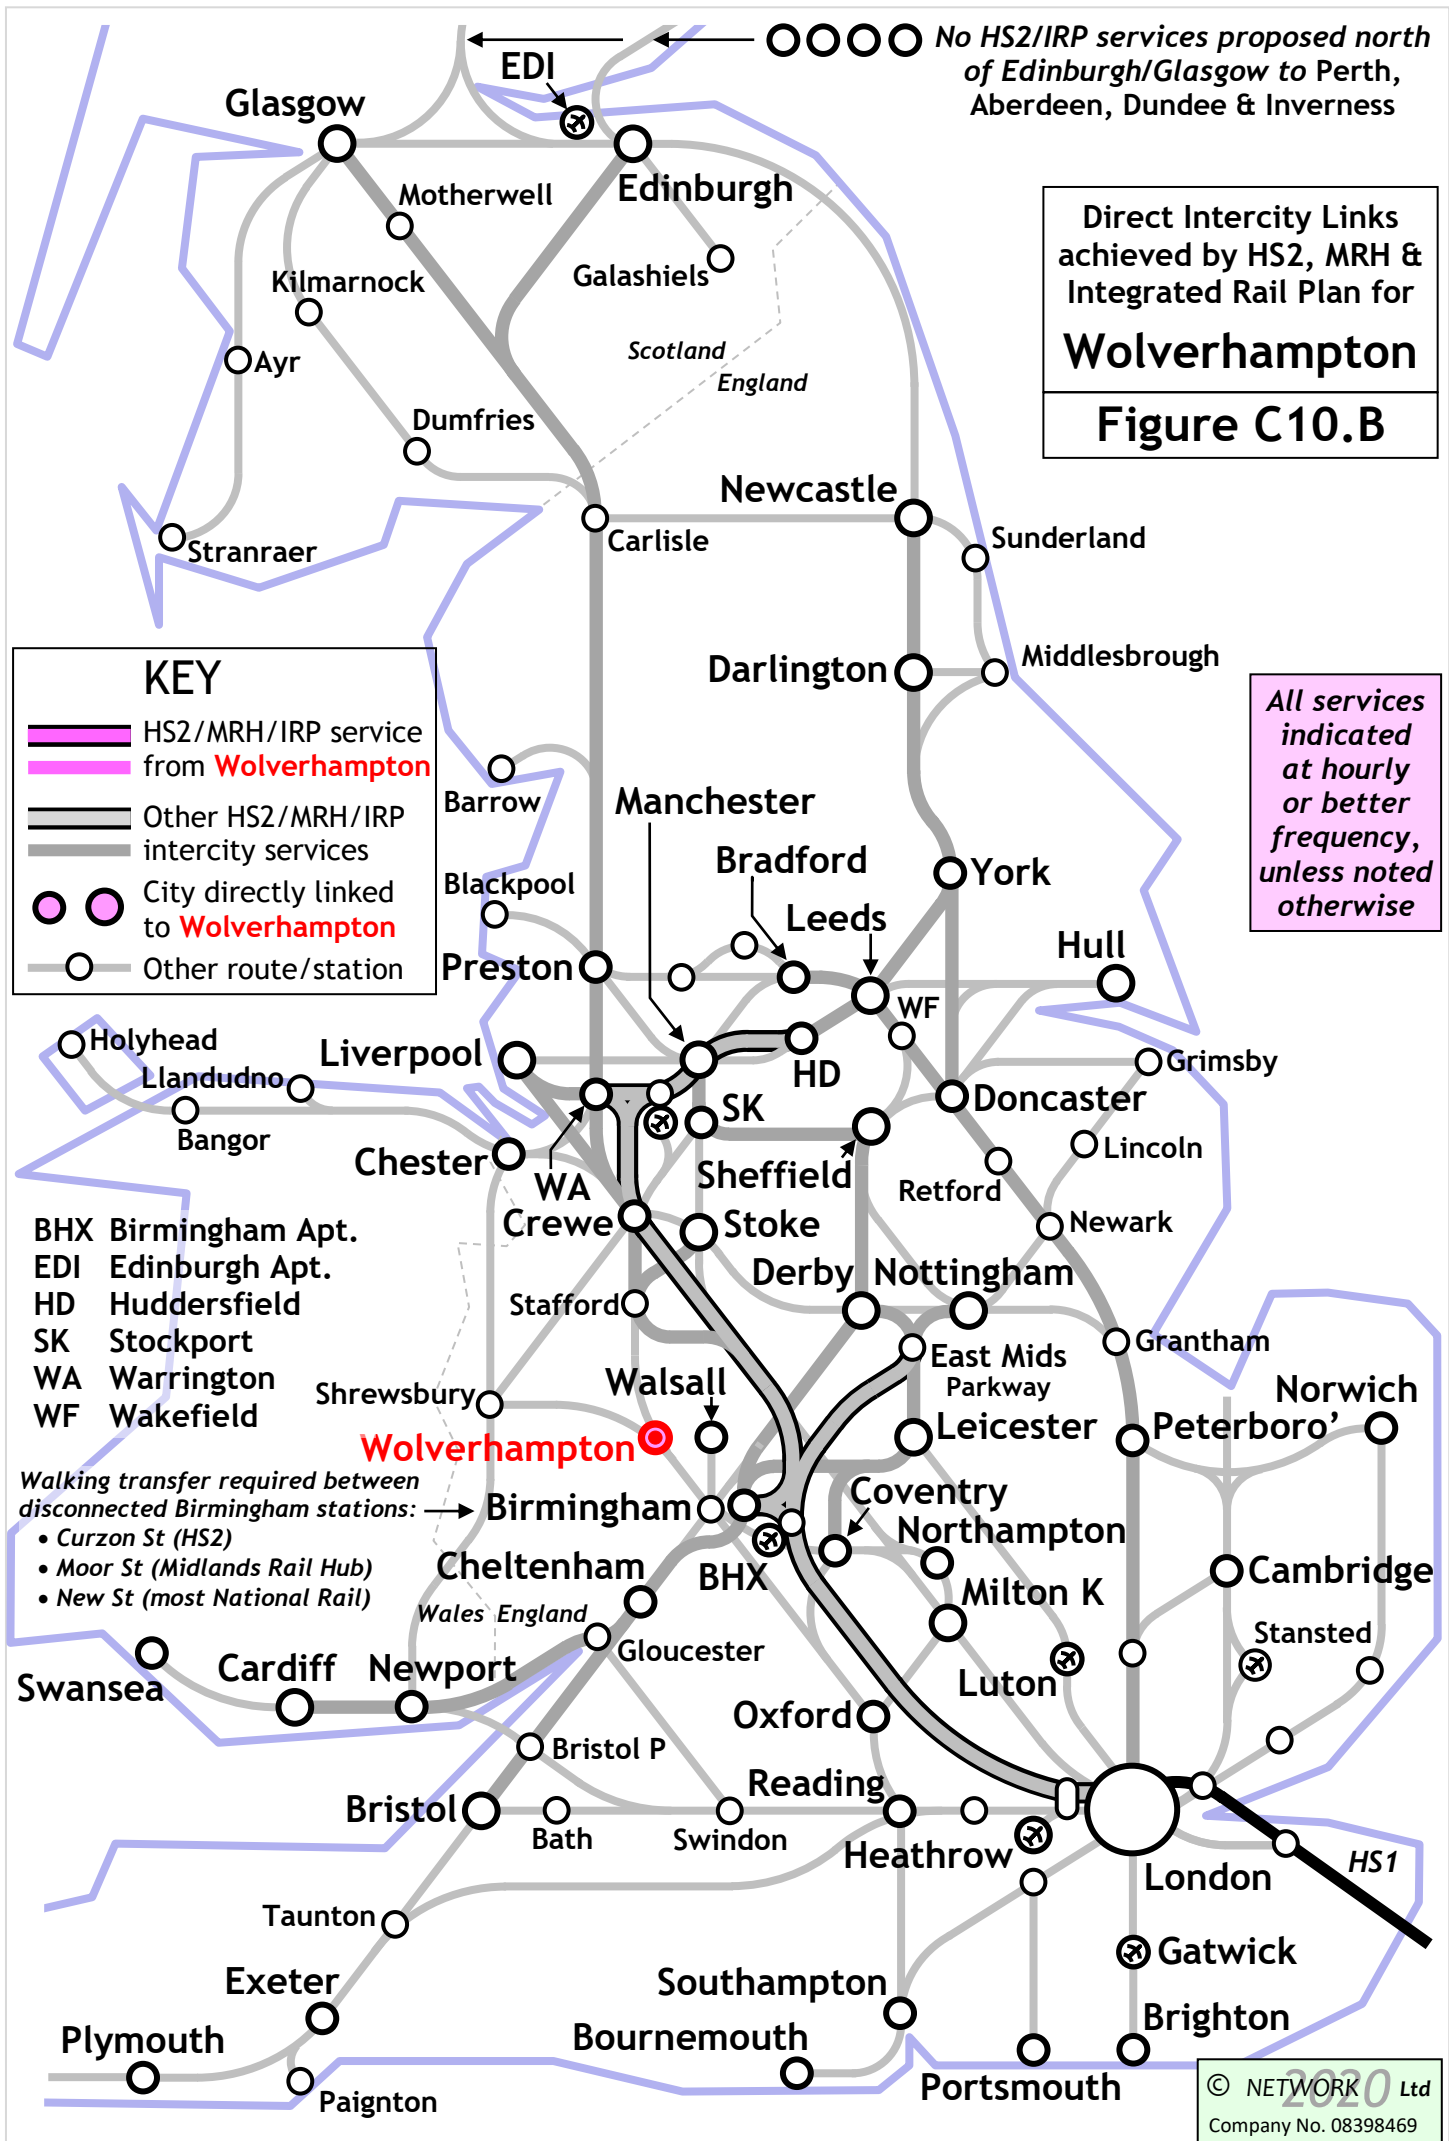 No HS2/IRP services proposed north
of Edinburgh/Glasgow to Perth,
Aberdeen, Dundee & Inverness
EDI
Glasgow
Edinburgh
Motherwell
Galashiels
Kilmarnock
Direct Intercity Links
achieved by HS2, MRH &
Integrated Rail Plan for
Wolverhampton
Figure C10.B
Scotland
England
Ayr
Dumfries
Newcastle
Carlisle
Sunderland
Stranraer
Darlington
Middlesbrough
KEY
HS2/MRH/IRP service
from Wolverhampton
Other HS2/MRH/IRP
intercity services
City directly linked
to Wolverhampton
Other route/station
All services
indicated
at hourly
or better
frequency,
unless noted
otherwise
Barrow
Manchester
Bradford
York
Blackpool
Leeds
Hull
Preston
WF
Holyhead
Liverpool
Llandudno
HD
Grimsby
Bangor
SK
Doncaster
Lincoln
Chester
WA
Sheffield
Retford
Crewe
Stoke
Newark
BHX Birmingham Apt.
EDI Edinburgh Apt.
HD Huddersfield
SK Stockport
WA Warrington
WF Wakefield
Derby
Nottingham
Stafford
Grantham
East Mids
Parkway
Shrewsbury
Walsall
Norwich
Leicester
Peterboro'
Wolverhampton
Walking transfer required between
disconnected Birmingham stations:
• Curzon St (HS2)
• Moor St (Midlands Rail Hub)
• New St (most National Rail)
Birmingham
Coventry
Northampton
Cheltenham
BHX
Cambridge
Milton K
Wales England
Gloucester
Stansted
Swansea
Cardiff
Newport
Luton
Oxford
Bristol P
Reading
Bristol
Bath
Swindon
Heathrow
London
HS1
Taunton
Gatwick
Exeter
Southampton
Brighton
Plymouth
Bournemouth
Paignton
Portsmouth
© NETWORK 2020 Ltd
Company No. 08398469